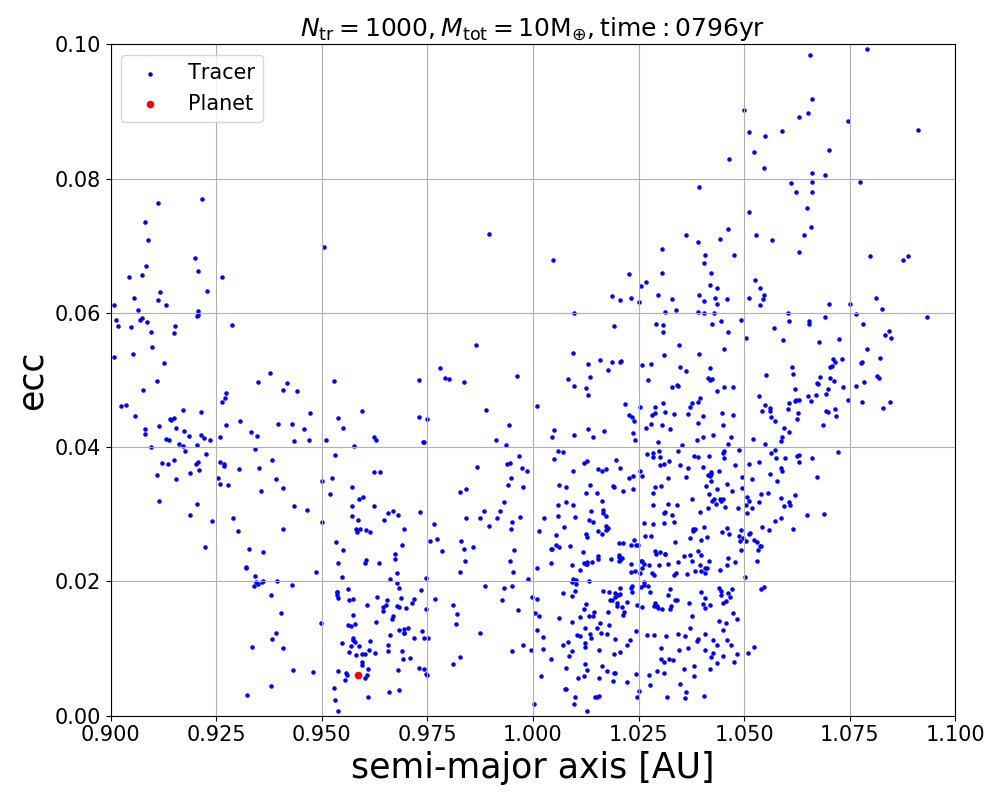 N_tr = 1000, M_tot = 10M_⊕, time : 0796yr
Tracer
Planet
0.10
0.08
0.06
0.04
0.02
0.00
ecc
0.900 0.925 0.950 0.975 1.000 1.025 1.050 1.075 1.100
semi-major axis [AU]